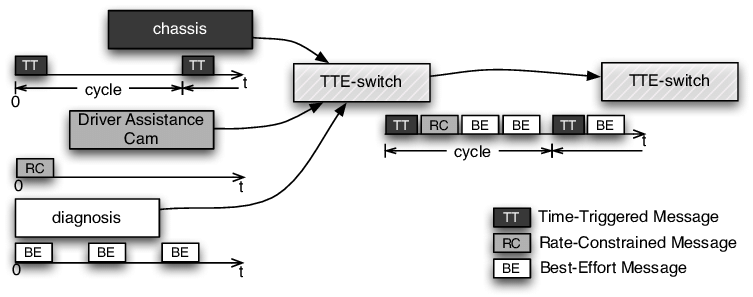 chassis
TT TT
0 cycle t
TTE-switch
TTE-switch
Driver Assistance
Cam
TT RC BE BE TT BE
cycle t
RC
0 t
diagnosis
BE BE BE
0 t
TT Time-Triggered Message
RC Rate-Constrained Message
BE Best-Effort Message